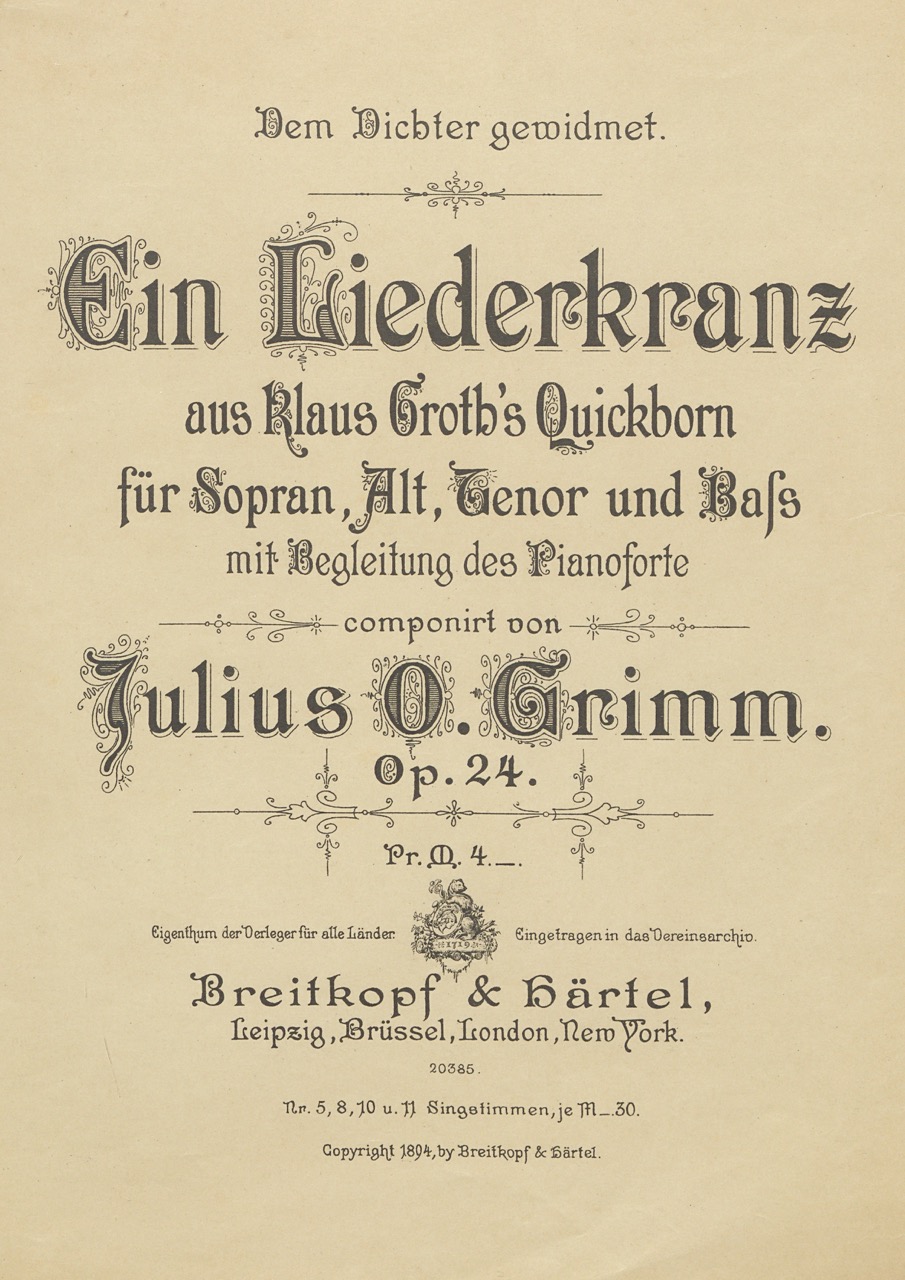 Dem Dichter gewidmet.
Ein Liederkranz
aus Klaus Groth's Quickborn
für Sopran, Alt, Tenor und Baſs
mit Begleitung des Pianoforte
componirt von
Julius O. Grimm.
Op. 24.
Pr. M. 4._.
1719
Eigenthum der Verleger für alle Länder. Eingetragen in das Vereinsarchiv.
Breitkopf & Härtel,
Leipzig, Brüssel, London, New York.
20385.
Nr. 5, 8, 10 u. 11 Singstimmen, je M _.30.
Copyright 1894, by Breitkopf & Härtel.